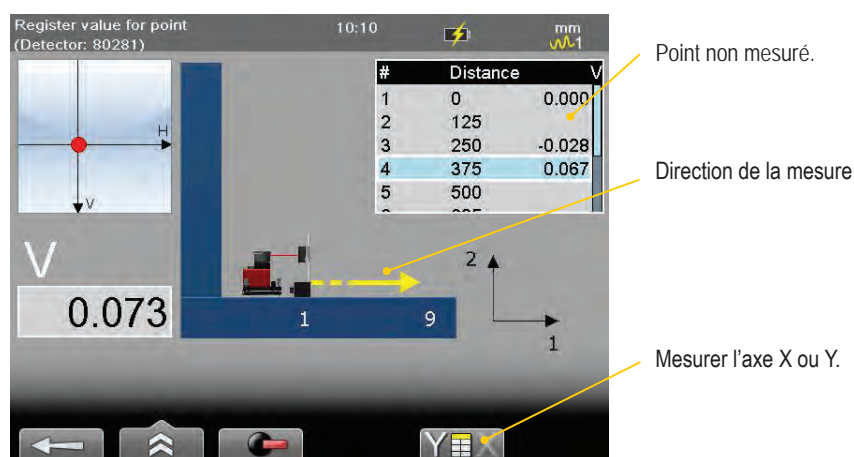 Register value for point
(Detector: 80281)
10:10
mm
1
# Distance V
1 0 0.000
2 125
3 250 -0.028
4 375 0.067
5 500
H
V
V
0.073
1 9
2
1
Y X
Point non mesuré.
Direction de la mesure
Mesurer l'axe X ou Y.